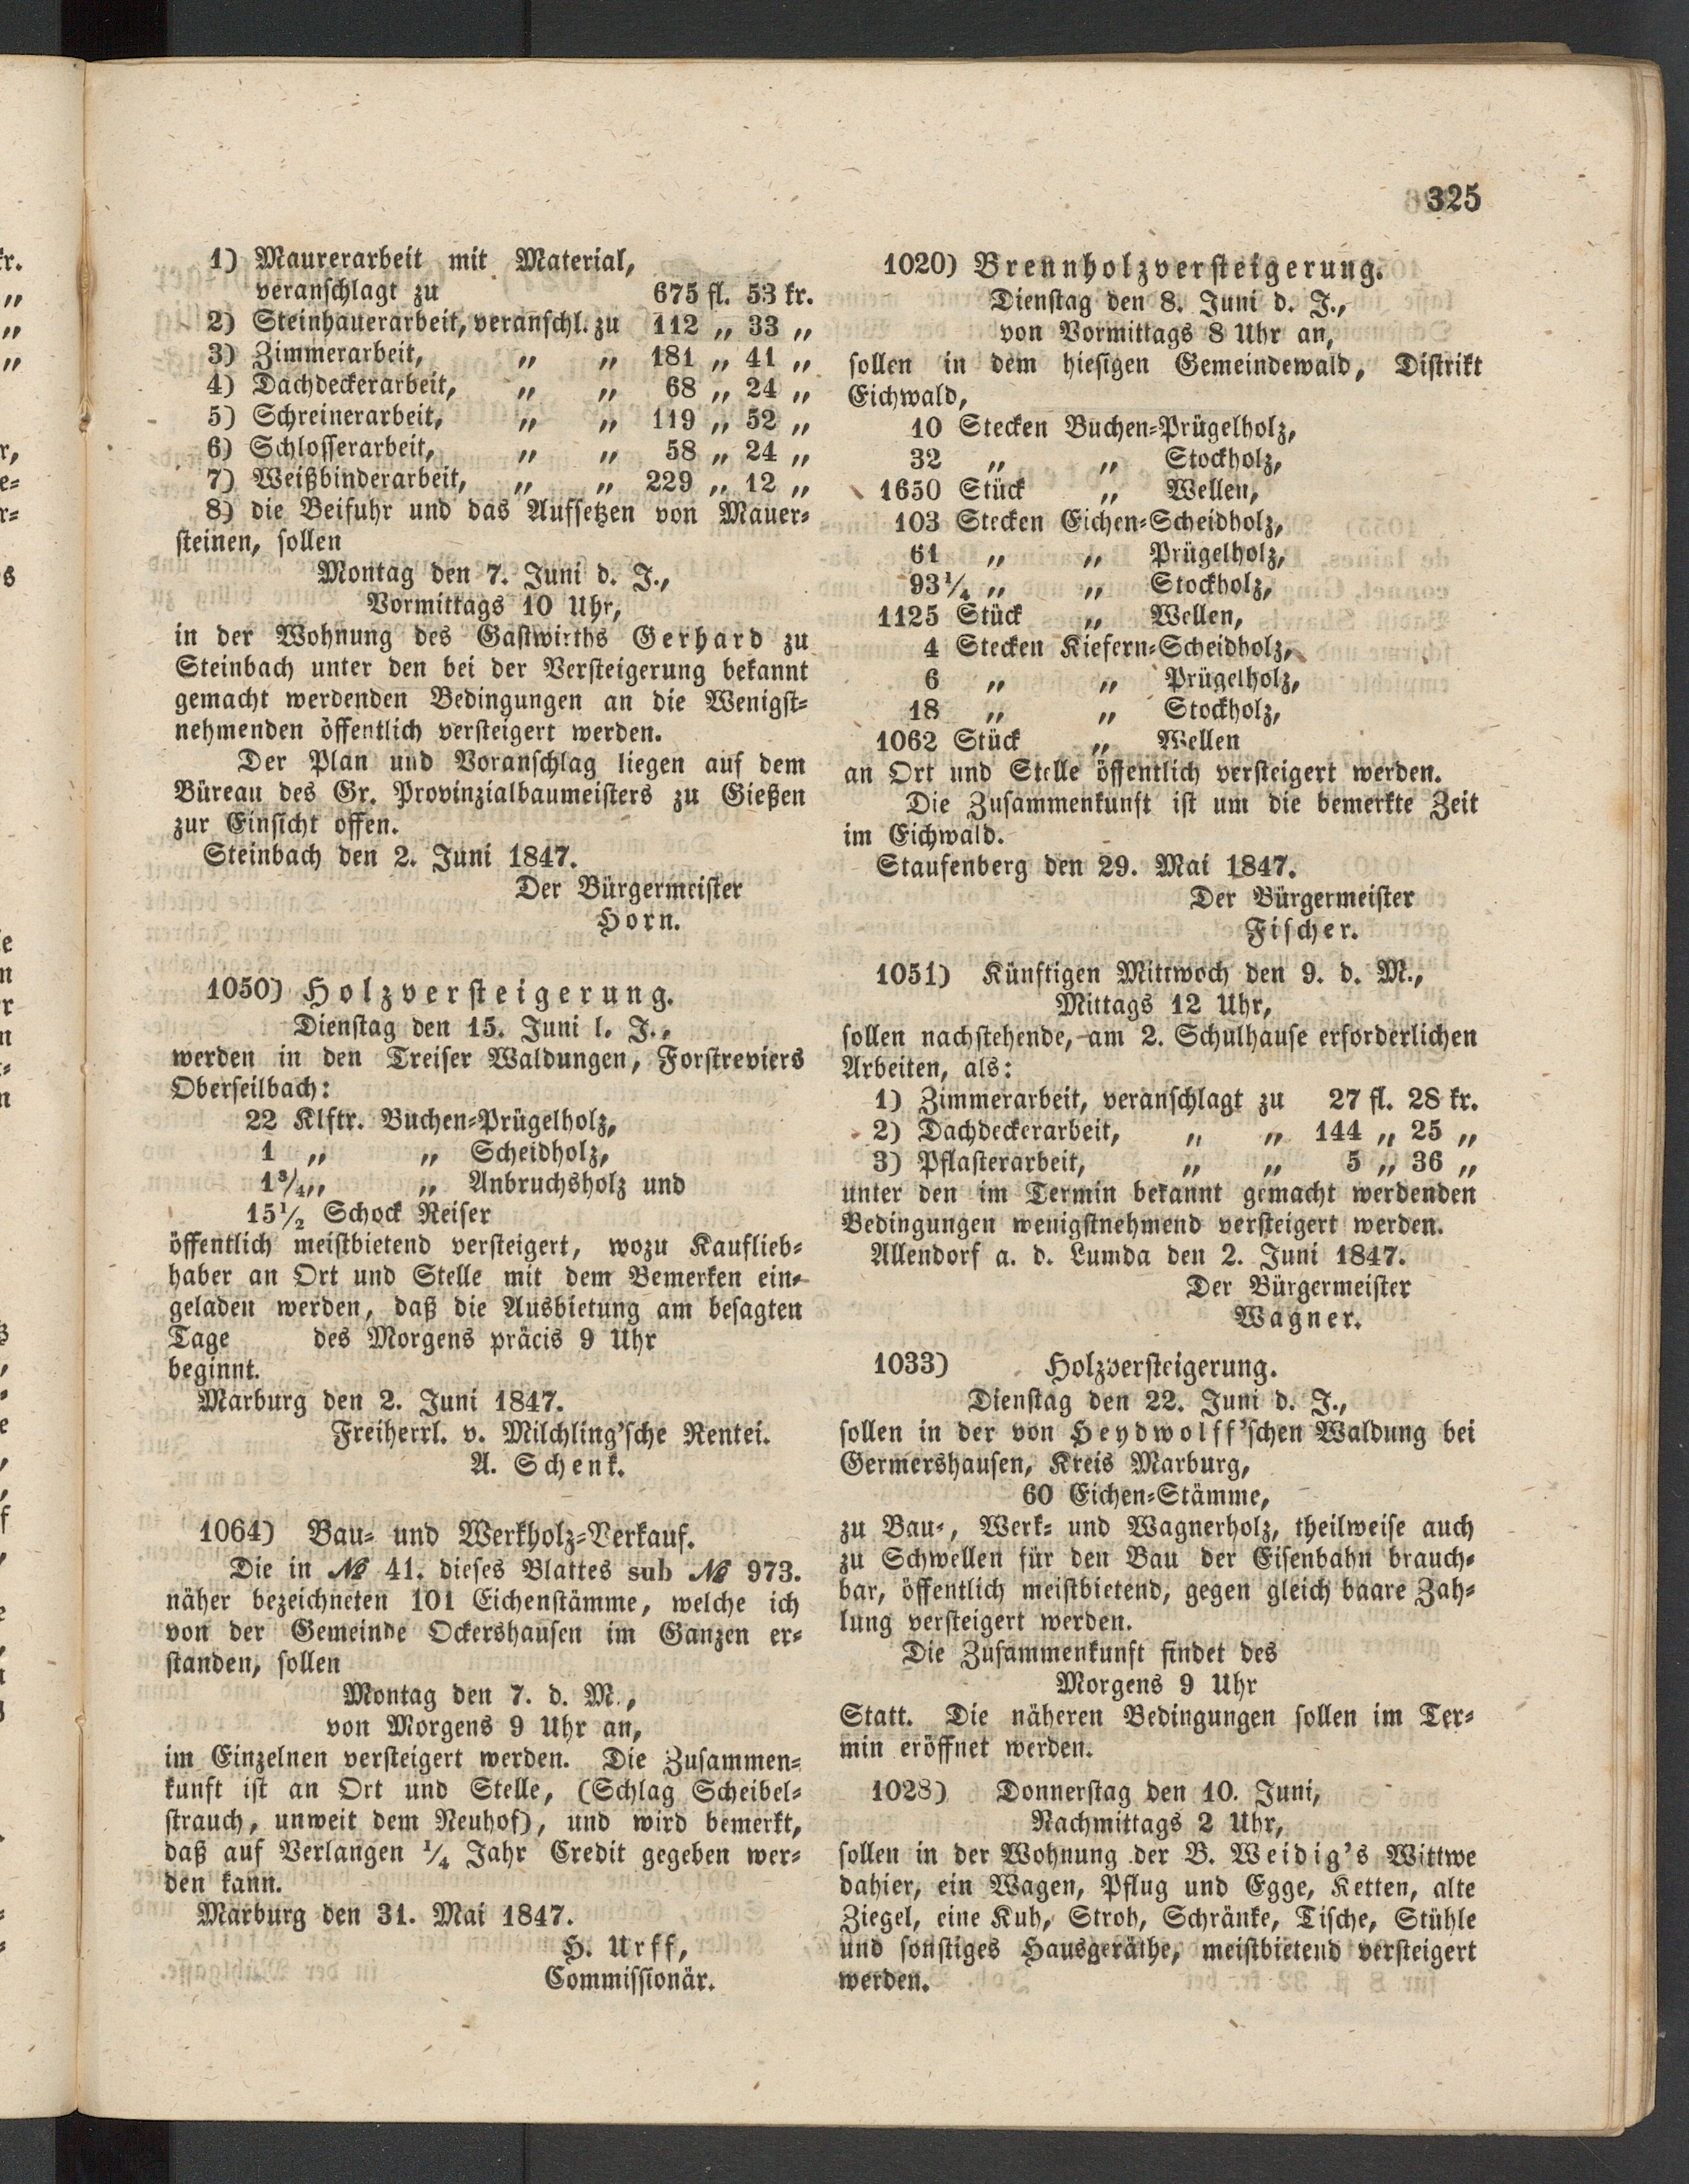 325
1) Maurerarbeit mit Material,
veranschlagt zu 675 fl. 53 kr.
2) Steinhauerarbeit, veranschl. zu 112 „ 33 „
3) Zimmerarbeit, „ „ 181 „ 41 „
4) Dachdeckerarbeit, „ „ 68 „ 24 „
5) Schreinerarbeit, „ „ 119 „ 52 „
6) Schlosserarbeit, „ „ 58 „ 24 „
7) Weißbinderarbeit, „ „ 229 „ 12 „
8) die Beifuhr und das Aufsetzen von Mauer-
steinen, sollen
Montag den 7. Juni d. J.,
Vormittags 10 Uhr,
in der Wohnung des Gastwirths Gerhard zu
Steinbach unter den bei der Versteigerung bekannt
gemacht werdenden Bedingungen an die Wenigst-
nehmenden öffentlich versteigert werden.
Der Plan und Voranschlag liegen auf dem
Büreau des Gr. Provinzialbaumeisters zu Gießen
zur Einsicht offen.
Steinbach den 2. Juni 1847.
Der Bürgermeister
Horn.
1050) Holzversteigerung.
Dienstag den 15. Juni l. J.,
werden in den Treiser Waldungen, Forstreviers
Oberseilbach:
22 Klftr. Buchen-Prügelholz,
1 „ „ Scheidholz,
1¾ „ „ Anbruchsholz und
15½ Schock Reiser
öffentlich meistbietend versteigert, wozu Kauflieb-
haber an Ort und Stelle mit dem Bemerken ein-
geladen werden, daß die Ausbietung am besagten
Tage des Morgens präcis 9 Uhr
beginnt.
Marburg den 2. Juni 1847.
Freiherrl. v. Milchling'sche Rentei.
A. Schenk.
1064) Bau- und Werkholz-Verkauf.
Die in № 41. dieses Blattes sub № 973.
näher bezeichneten 101 Eichenstämme, welche ich
von der Gemeinde Ockershausen im Ganzen er-
standen, sollen
Montag den 7. d. M.,
von Morgens 9 Uhr an,
im Einzelnen versteigert werden. Die Zusammen-
kunft ist an Ort und Stelle, (Schlag Scheibel-
strauch, unweit dem Neuhof), und wird bemerkt,
daß auf Verlangen ¼ Jahr Credit gegeben wer-
den kann.
Marburg den 31. Mai 1847.
H. Urff,
Commissionär.
1020) Brennholzversteigerung.
Dienstag den 8. Juni d. J.,
von Vormittags 8 Uhr an,
sollen in dem hiesigen Gemeindewald, Distrikt
Eichwald,
10 Stecken Buchen-Prügelholz,
32 „ „ Stockholz,
1650 Stück „ Wellen,
103 Stecken Eichen-Scheidholz,
61 „ „ Prügelholz,
93¼ „ „ Stockholz,
1125 Stück „ Wellen,
4 Stecken Kiefern-Scheidholz,
6 „ „ Prügelholz,
18 „ „ Stockholz,
1062 Stück „ Wellen
an Ort und Stelle öffentlich versteigert werden.
Die Zusammenkunft ist um die bemerkte Zeit
im Eichwald.
Staufenberg den 29. Mai 1847.
Der Bürgermeister
Fischer.
1051) Künftigen Mittwoch den 9. d. M.,
Mittags 12 Uhr,
sollen nachstehende, am 2. Schulhause erforderlichen
Arbeiten, als:
1) Zimmerarbeit, veranschlagt zu 27 fl. 28 kr.
2) Dachdeckerarbeit, „ „ 144 „ 25 „
3) Pflasterarbeit, „ „ 5 „ 36 „
unter den im Termin bekannt gemacht werdenden
Bedingungen wenigstnehmend versteigert werden.
Allendorf a. d. Lumda den 2. Juni 1847.
Der Bürgermeister
Wagner.
1033) Holzversteigerung.
Dienstag den 22. Juni d. J.,
sollen in der von Heydwolff'schen Waldung bei
Germershausen, Kreis Marburg,
60 Eichen-Stämme,
zu Bau-, Werk- und Wagnerholz, theilweise auch
zu Schwellen für den Bau der Eisenbahn brauch-
bar, öffentlich meistbietend, gegen gleich baare Zah-
lung versteigert werden.
Die Zusammenkunft findet des
Morgens 9 Uhr
Statt. Die näheren Bedingungen sollen im Ter-
min eröffnet werden.
1028) Donnerstag den 10. Juni,
Nachmittags 2 Uhr,
sollen in der Wohnung der B. Weidig's Wittwe
dahier, ein Wagen, Pflug und Egge, Ketten, alte
Ziegel, eine Kuh, Stroh, Schränke, Tische, Stühle
und sonstiges Hausgeräthe, meistbietend versteigert
werden.